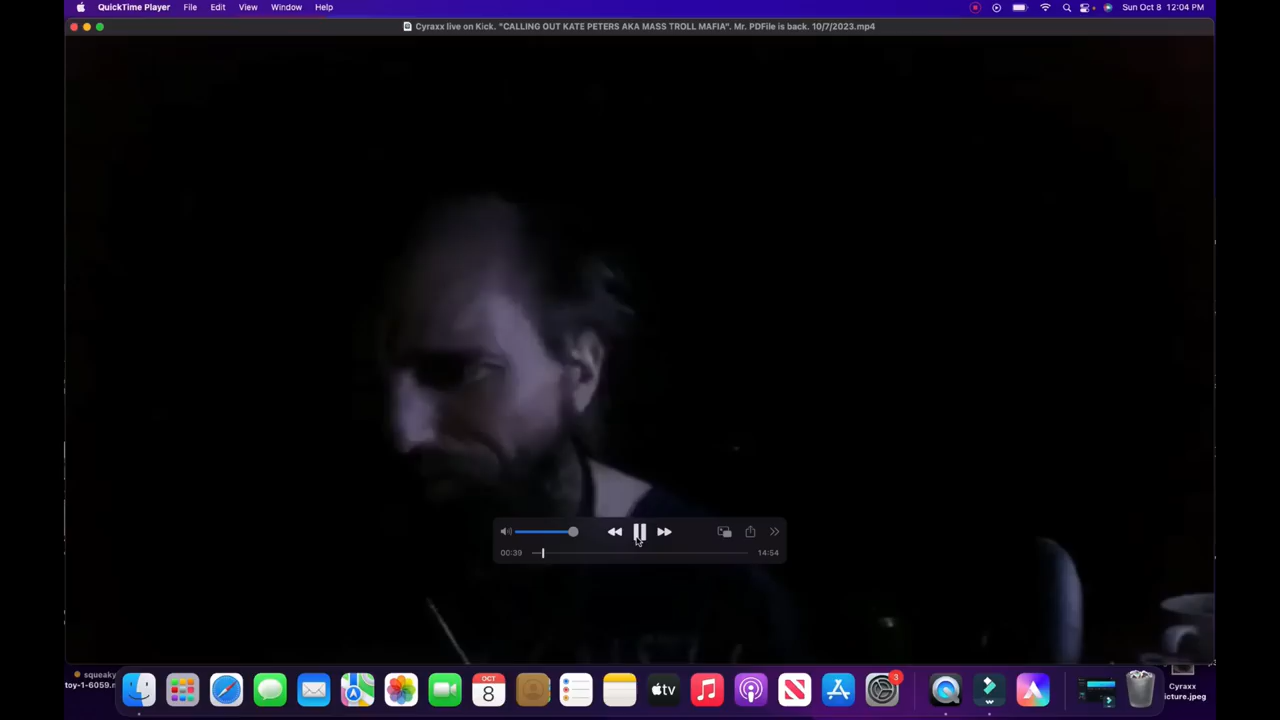 QuickTime Player File Edit View Window Help Sun Oct 8 12:04 PM
Cyraxx live on Kick. "CALLING OUT KATE PETERS AKA MASS TROLL MAFIA". Mr. PDFile is back. 10/7/2023.mp4
00:39 14:54
squeaky
toy-1-6059.
OCT
8
tv
3
Cyraxx
icture.jpeg